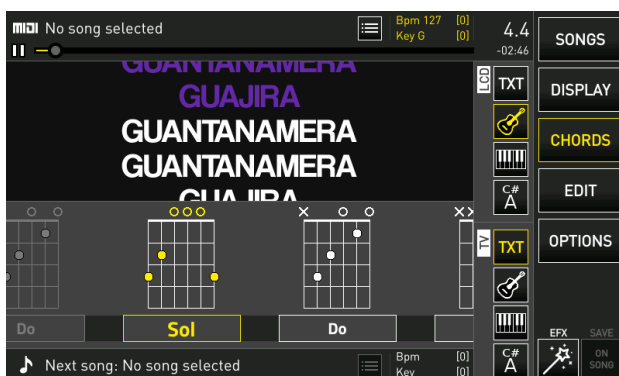 MIDI No song selected
Bpm 127 [0]
Key G [0]
4.4
-02:46
SONGS
GUANTANAMERA
GUAJIRA
GUANTANAMERA
GUANTANAMERA
GUAJIRA
LCD
TXT
C#
A
DISPLAY
CHORDS
EDIT
OPTIONS
o o
o o o
X o o
X X
Do
Sol
Do
TV
TXT
C#
A
♪ Next song: No song selected
Bpm [0]
Key [0]
EFX
SAVE
ON
SONG